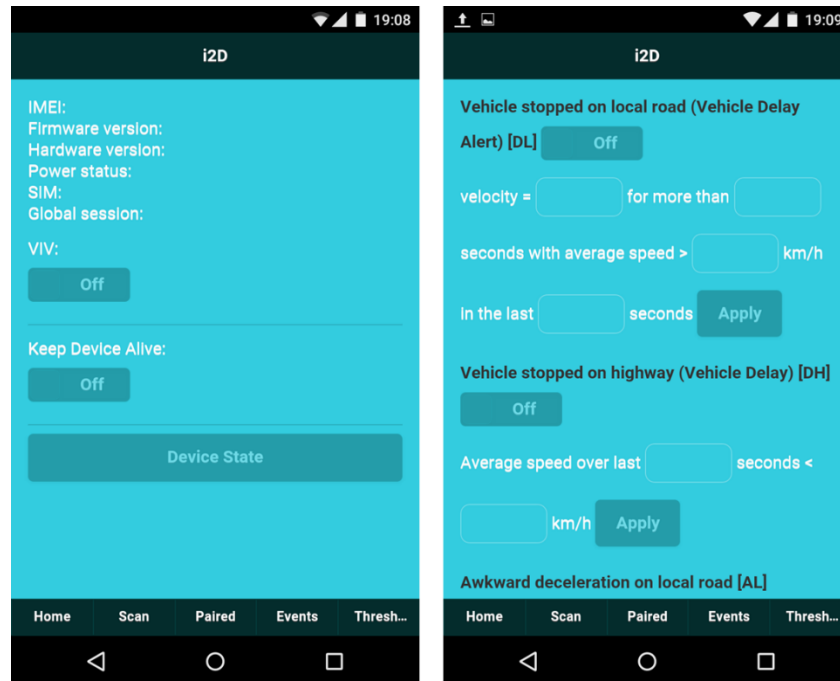 19:08
i2D
IMEI:
Firmware version:
Hardware version:
Power status:
SIM:
Global session:
VIV:
Off
Keep Device Alive:
Off
Device State
Home Scan Paired Events Thresh...
19:09
i2D
Vehicle stopped on local road (Vehicle Delay
Alert) [DL] Off
velocity = for more than
seconds with average speed > km/h
In the last seconds Apply
Vehicle stopped on highway (Vehicle Delay) [DH]
Off
Average speed over last seconds <
km/h Apply
Awkward deceleration on local road [AL]
Home Scan Paired Events Thresh...